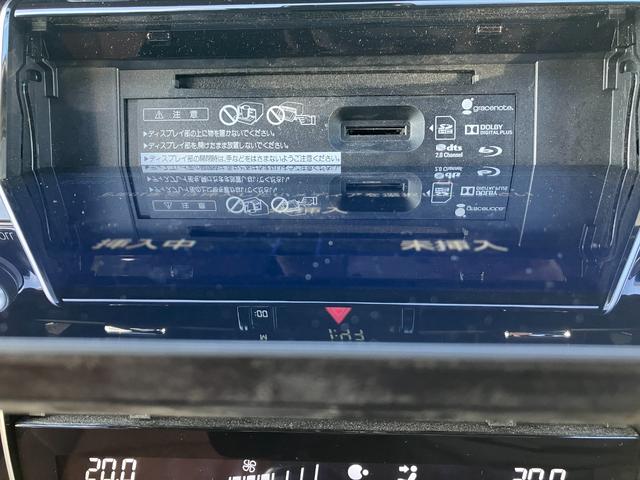 注意
gracenote.
▶ディスプレイ部の上に物を置かないでください。
SD
DOLBY
DIGITAL PLUS
▶ディスプレイ部を開けたまま放置しないでください。
dts
2.0 Channel
▶ディスプレイ部の開閉時は、手などをはさまないようご注意ください。
挿入中
未挿入
20.0
20.0